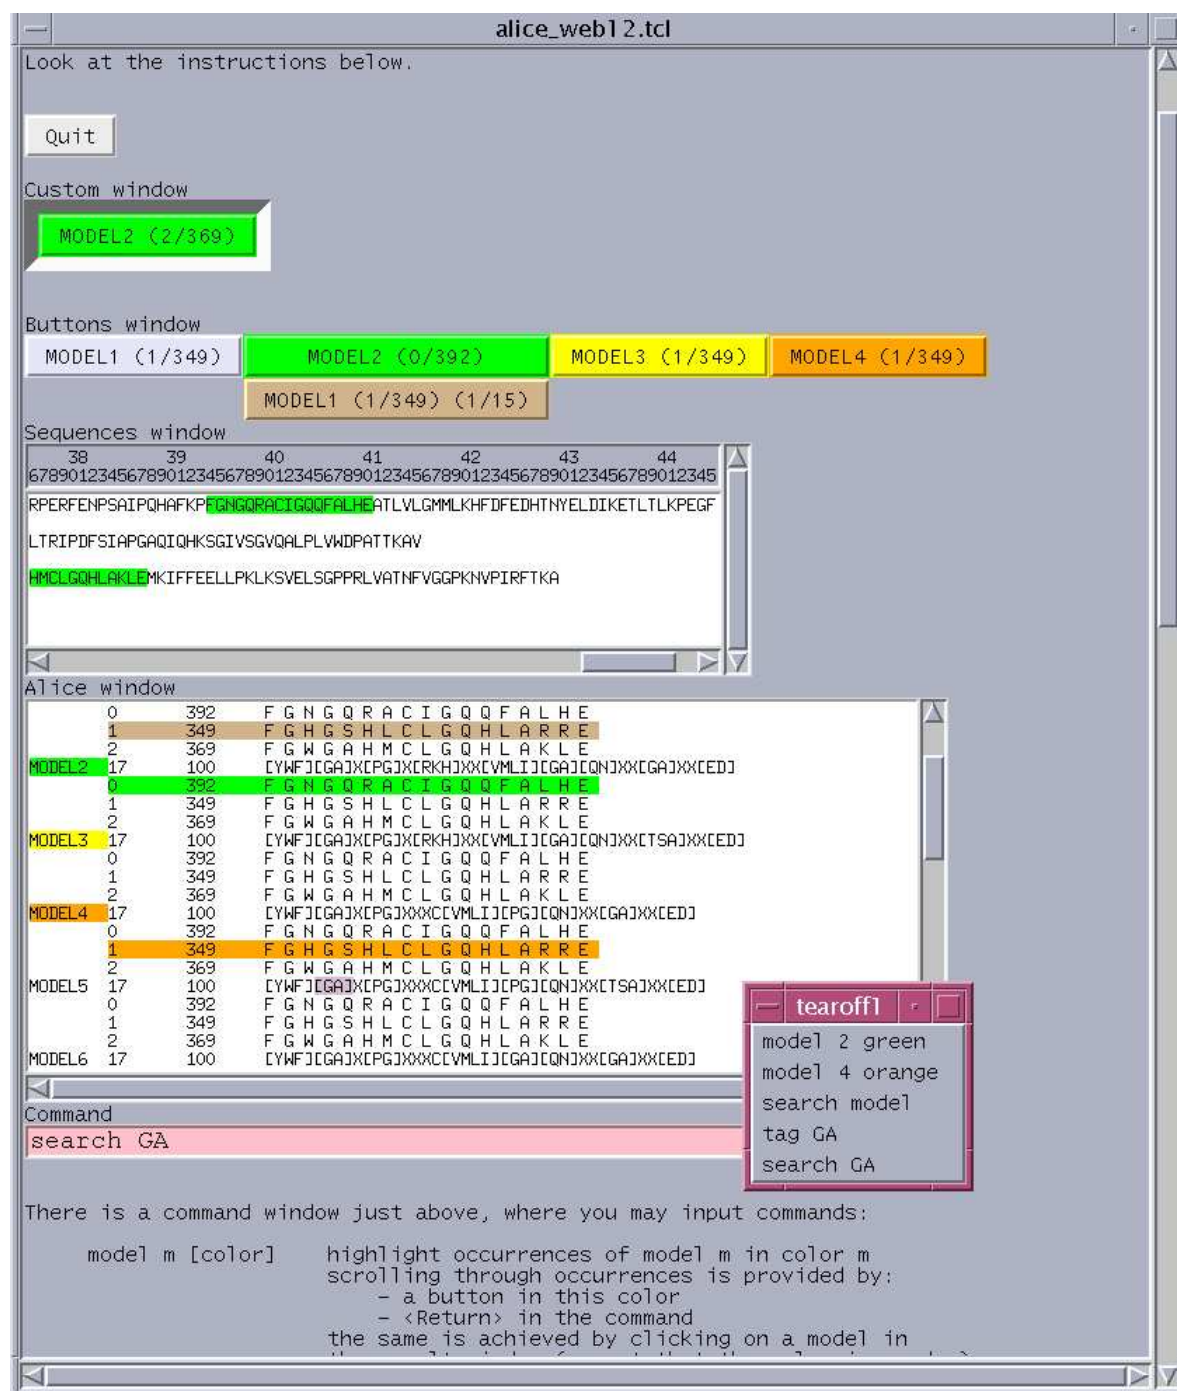 alice_web12.tcl
Look at the instructions below.
Quit
Custom window
MODEL2 (2/369)
Buttons window
MODEL1 (1/349) MODEL2 (0/392) MODEL3 (1/349) MODEL4 (1/349)
MODEL1 (1/349) (1/15)
Sequences window
38 39 40 41 42 43 44
6789012345678901234567890123456789012345678901234567890123456789012345
RPERFENPSAIPQHAFKPFGNGQRACIGQQFALHEATLVLGMMLKHFDFEDHTNYELDIKETLTLKPEGF
LTRIPDFSIAPGAQIQHKSGIVSGVQALPLVWDPATTKAV
HMCLGQHLAKLEMKIFFEELLPKLKSVELSGPPRLVATNFVGGPKNVPIRFTKA
Alice window
0 392 F G N G Q R A C I G Q Q F A L H E
1 349 F G H G S H L C L G Q H L A R R E
2 369 F G W G A H M C L G Q H L A K L E
MODEL2 17 100 [YWF][GA]X[PG]X[RKH]XX[VMLI][GA][QN]XX[GA]XX[ED]
0 392 F G N G Q R A C I G Q Q F A L H E
1 349 F G H G S H L C L G Q H L A R R E
2 369 F G W G A H M C L G Q H L A K L E
MODEL3 17 100 [YWF][GA]X[PG]X[RKH]XX[VMLI][GA][QN]XX[TSA]XX[ED]
0 392 F G N G Q R A C I G Q Q F A L H E
1 349 F G H G S H L C L G Q H L A R R E
2 369 F G W G A H M C L G Q H L A K L E
MODEL4 17 100 [YWF][GA]X[PG]XXXC[VMLI][PG][QN]XX[GA]XX[ED]
0 392 F G N G Q R A C I G Q Q F A L H E
1 349 F G H G S H L C L G Q H L A R R E
2 369 F G W G A H M C L G Q H L A K L E
MODEL5 17 100 [YWF][GA]X[PG]XXXC[VMLI][PG][QN]XX[TSA]XX[ED]
0 392 F G N G Q R A C I G Q Q F A L H E
1 349 F G H G S H L C L G Q H L A R R E
2 369 F G W G A H M C L G Q H L A K L E
MODEL6 17 100 [YWF][GA]X[PG]XXXC[VMLI][GA][QN]XX[GA]XX[ED]
tearoff1
model 2 green
model 4 orange
search model
tag GA
search GA
Command
search GA
There is a command window just above, where you may input commands:
model m [color] highlight occurrences of model m in color m
scrolling through occurrences is provided by:
- a button in this color
- <Return> in the command
the same is achieved by clicking on a model in